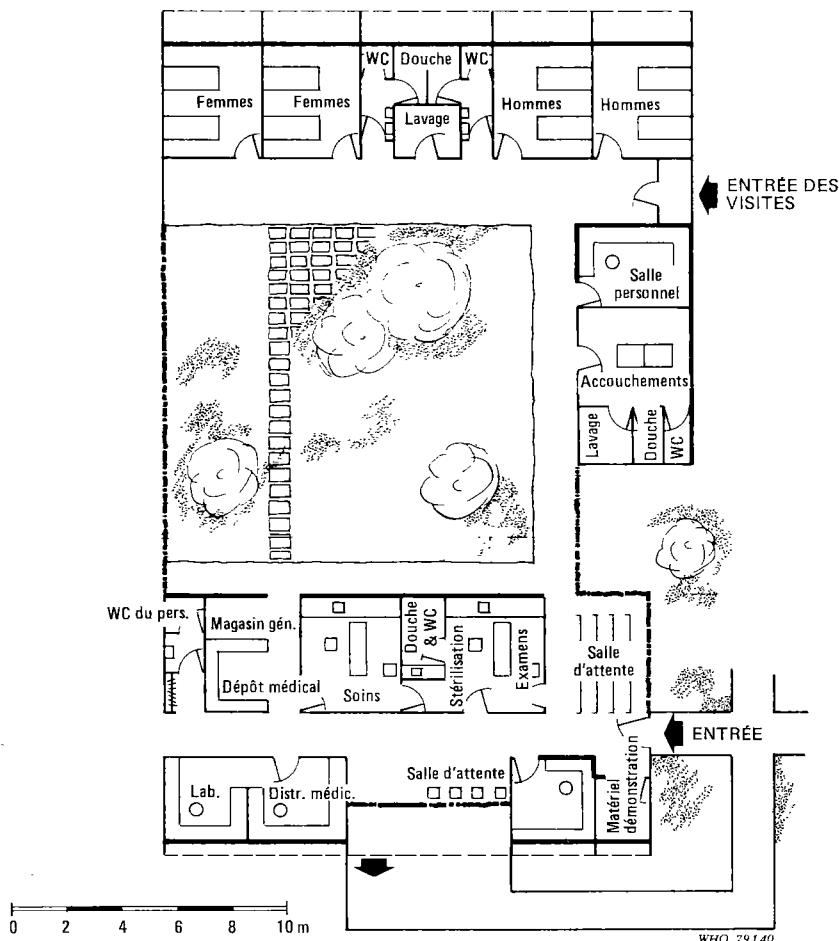 WC
Douche
WC
Femmes
Femmes
Lavage
Hommes
Hommes
ENTRÉE DES
VISITES
Salle
personnel
Accouchements
Lavage
Douche
WC
WC du pers.
Magasin gén.
Dépôt médical
Soins
Douche
& WC
Stérilisation
Examens
Salle
d'attente
ENTRÉE
Lab.
Distr. médic.
Salle d'attente
Matériel
démonstration
0 2 4 6 8 10 m
WHO 79140